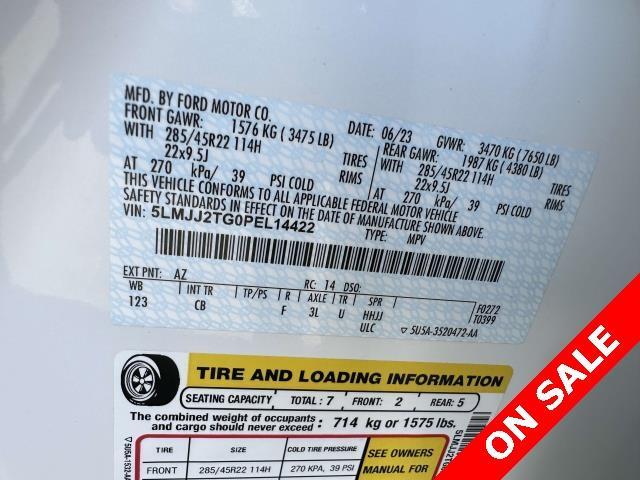 MFD. BY FORD MOTOR CO.
DATE: 06/23 GVWR: 3470 KG (7650 LB)
FRONT GAWR: 1576 KG (3475 LB) REAR GAWR: 1987 KG (4380 LB)
WITH 285/45R22 114H TIRES WITH 285/45R22 114H TIRES
22x9.5J RIMS 22x9.5J RIMS
AT 270 kPa/ 39 PSI COLD AT 270 kPa/ 39 PSI COLD
THIS VEHICLE CONFORMS TO ALL APPLICABLE FEDERAL MOTOR VEHICLE
SAFETY STANDARDS IN EFFECT ON THE DATE OF MANUFACTURE SHOWN ABOVE.
VIN: 5LMJJ2TG0PEL14422 TYPE: MPV
EXT PNT: AZ RC: 14 DSO:
WB INT TR TP/PS R AXLE TR SPR F0272
123 CB F 3L U HHJJ T0399
ULC ▽ 5U5A-3520472-AA
TIRE AND LOADING INFORMATION
SEATING CAPACITY TOTAL : 7 FRONT: 2 REAR: 5
The combined weight of occupants
and cargo should never exceed : 714 kg or 1575 lbs.
TIRE SIZE COLD TIRE PRESSURE SEE OWNERS
FRONT 285/45R22 114H 270 KPA, 39 PSI MANUAL FOR
ON SALE